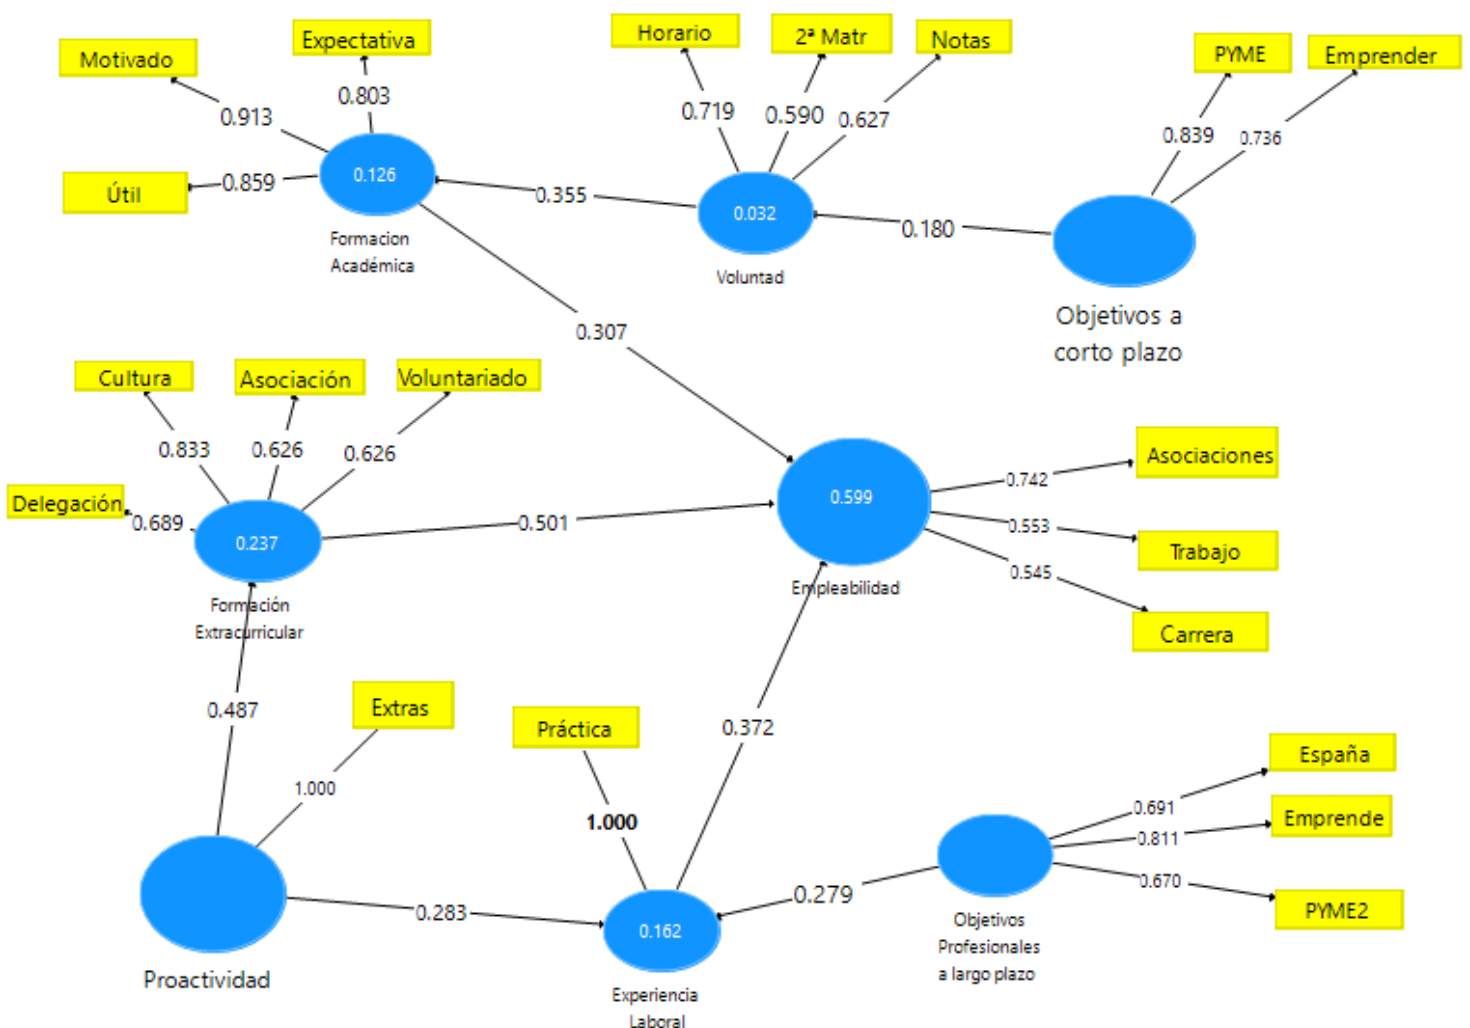 Motivado
Expectativa
Horario
2ª Matr
Notas
PYME
Emprender
0.913
0.803
0.719
0.590
0.627
0.839
0.736
Útil
0.859
0.126
0.355
0.032
0.180
Formacion
Académica
Voluntad
Objetivos a
corto plazo
0.307
Cultura
Asociación
Voluntariado
0.833
0.626
0.626
Delegación
0.689
0.237
0.501
0.599
Asociaciones
0.742
0.553
Trabajo
0.545
Carrera
Empleabilidad
Formación
Extracurricular
0.487
Extras
1.000
Práctica
1.000
0.372
España
0.691
Emprende
0.811
0.670
PYME2
0.283
0.162
0.279
Proactividad
Experiencia
Laboral
Objetivos
Profesionales
a largo plazo